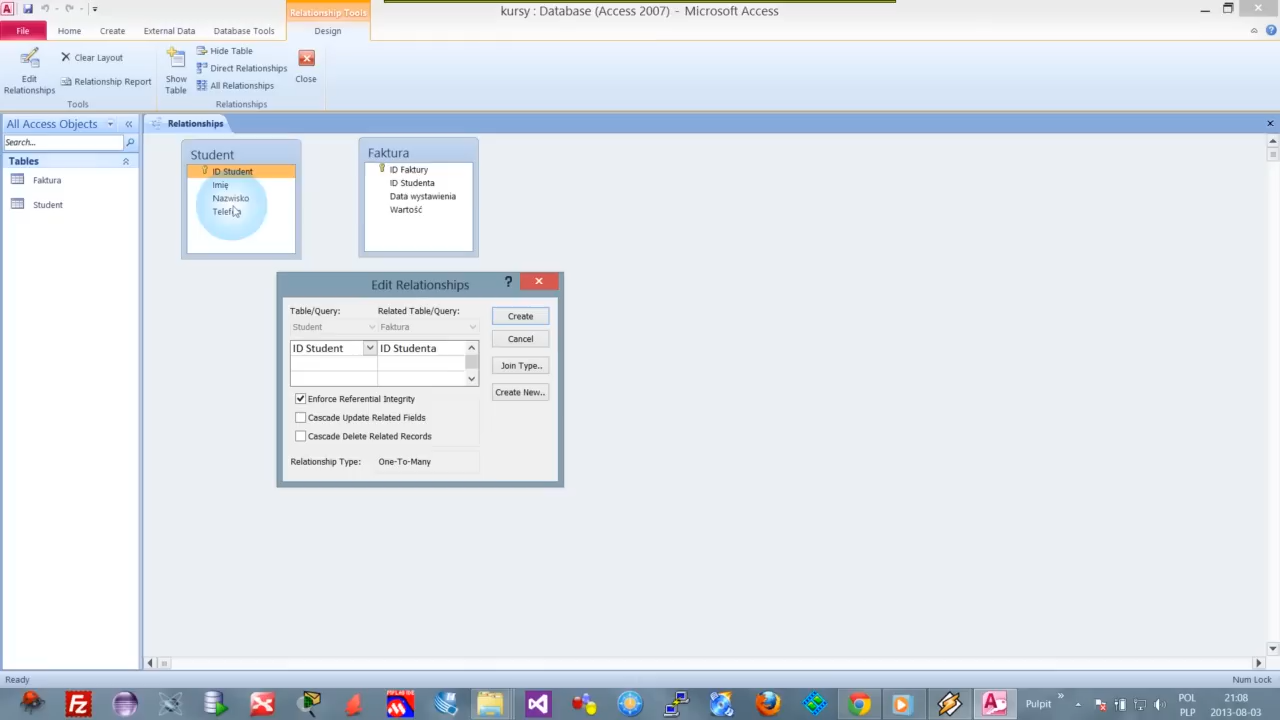 kursy : Database (Access 2007) - Microsoft Access
Relationship Tools
File
Home
Create
External Data
Database Tools
Design
Edit
Relationships
Clear Layout
Relationship Report
Tools
Show
Table
Hide Table
Direct Relationships
All Relationships
Relationships
Close
All Access Objects
Search...
Tables
Faktura
Student
Relationships
Student
ID Student
Imię
Nazwisko
Faktura
ID Faktury
ID Studenta
Data wystawienia
Wartość
Edit Relationships
?
Table/Query:
Related Table/Query:
Student
Faktura
ID Student
ID Studenta
Create
Cancel
Join Type..
Create New..
Enforce Referential Integrity
Cascade Update Related Fields
Cascade Delete Related Records
Relationship Type:
One-To-Many
Ready
Num Lock
Pulpit
POL
PLP
21:08
2013-08-03